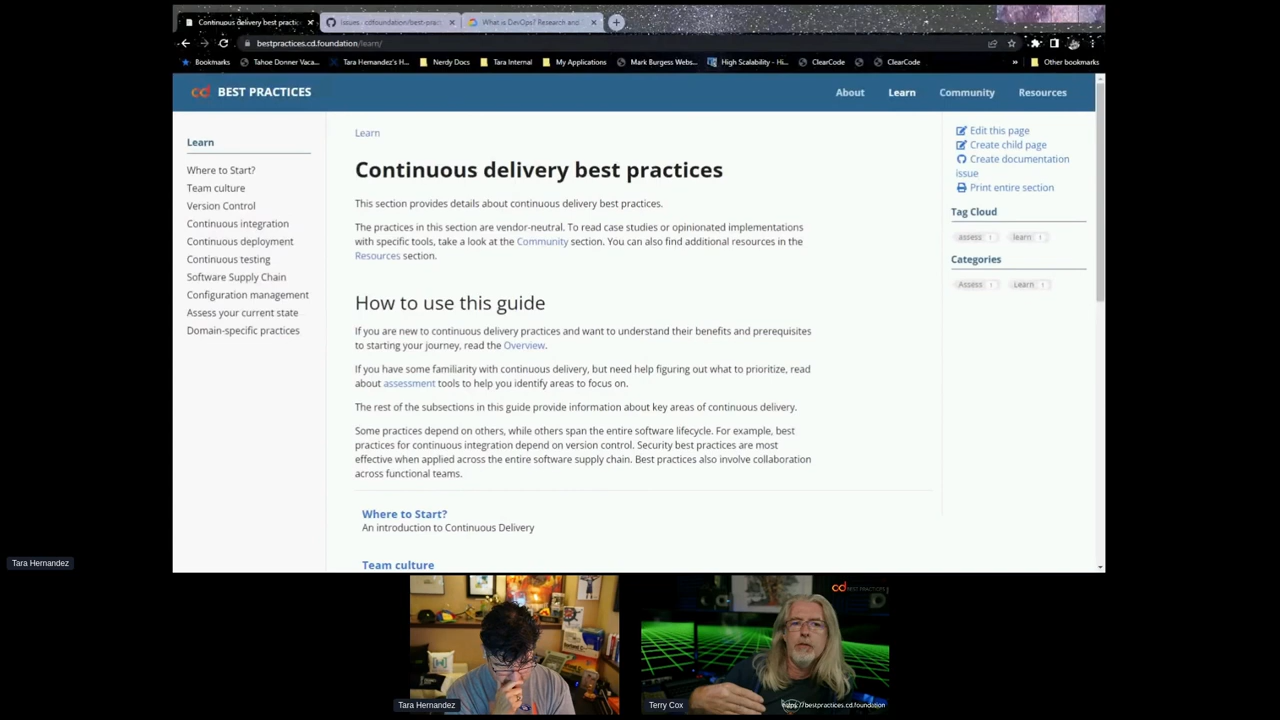 Continuous delivery best practic
Issues · cdfoundation/best-prac
What is DevOps? Research and
bestpractices.cd.foundation/learn/
Bookmarks
Tahoe Donner Vaca...
Tara Hernandez's H...
Nerdy Docs
Tara Internal
My Applications
Mark Burgess Webs...
High Scalability - Hi...
ClearCode
ClearCode
»
Other bookmarks
cd BEST PRACTICES
About
Learn
Community
Resources
Learn
Where to Start?
Team culture
Version Control
Continuous integration
Continuous deployment
Continuous testing
Software Supply Chain
Configuration management
Assess your current state
Domain-specific practices
Learn
Continuous delivery best practices
This section provides details about continuous delivery best practices.
The practices in this section are vendor-neutral. To read case studies or opinionated implementations
with specific tools, take a look at the Community section. You can also find additional resources in the
Resources section.
How to use this guide
If you are new to continuous delivery practices and want to understand their benefits and prerequisites
to starting your journey, read the Overview.
If you have some familiarity with continuous delivery, but need help figuring out what to prioritize, read
about assessment tools to help you identify areas to focus on.
The rest of the subsections in this guide provide information about key areas of continuous delivery.
Some practices depend on others, while others span the entire software lifecycle. For example, best
practices for continuous integration depend on version control. Security best practices are most
effective when applied across the entire software supply chain. Best practices also involve collaboration
across functional teams.
Where to Start?
An introduction to Continuous Delivery
Team culture
Edit this page
Create child page
Create documentation
issue
Print entire section
Tag Cloud
assess 1
learn 1
Categories
Assess 1
Learn 1
Tara Hernandez
cd BEST PRACTICES
Tara Hernandez
Terry Cox
https://bestpractices.cd.foundation